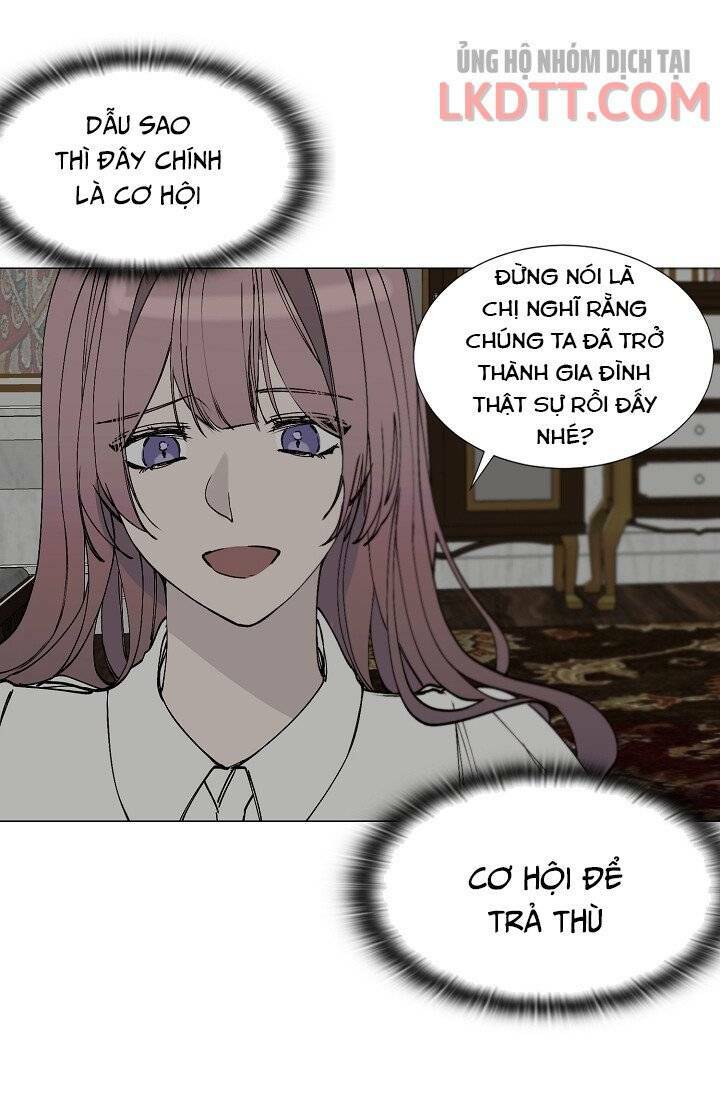 ỦNG HỘ NHÓM DỊCH TẠI
LKDTT.COM
DẪU SAO
THÌ ĐÂY CHÍNH
LÀ CƠ HỘI
ĐỪNG NÓI LÀ
CHỊ NGHĨ RẰNG
CHÚNG TA ĐÃ TRỞ
THÀNH GIA ĐÌNH
THẬT SỰ RỒI ĐẤY
NHÉ?
CƠ HỘI ĐỂ
TRẢ THÙ